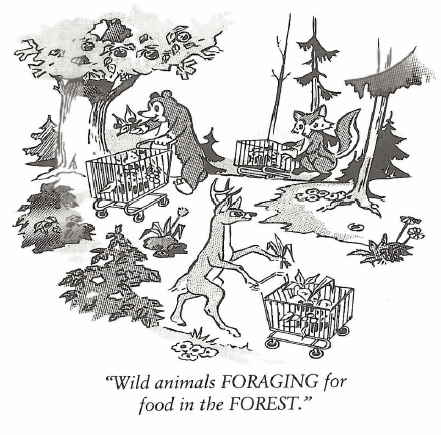 “Wild animals FORAGING for
food in the FOREST.”